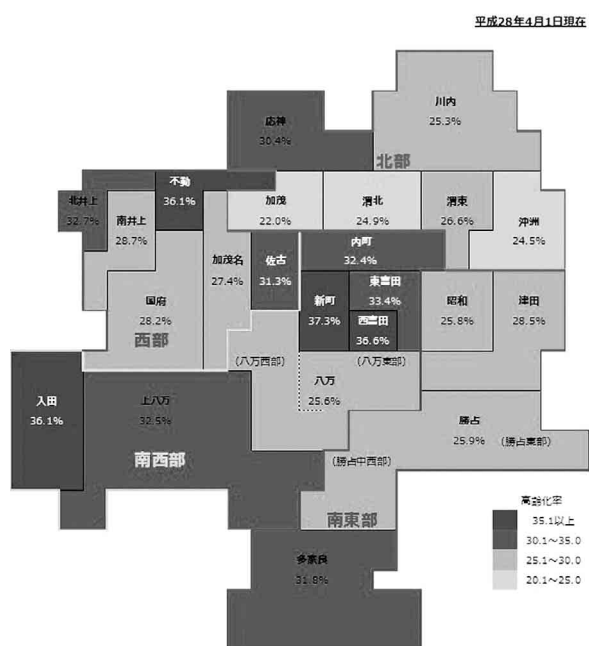 平成28年4月1日現在
川内
25.3%
応神
30.4%
北部
不動
36.1%
北井上
32.7%
南井上
28.7%
加茂
22.0%
渭北
24.9%
渭東
26.6%
沖洲
24.5%
内町
32.4%
加茂名
27.4%
佐古
31.3%
新町
37.3%
東富田
33.4%
西富田
36.6%
昭和
25.8%
津田
28.5%
国府
28.2%
西部
(八万西部)
(八万東部)
八万
25.6%
入田
36.1%
上八万
32.5%
勝占
25.9%
(勝占東部)
(勝占中西部)
南西部
南東部
多家良
31.8%
高齢化率
35.1以上
30.1～35.0
25.1～30.0
20.1～25.0